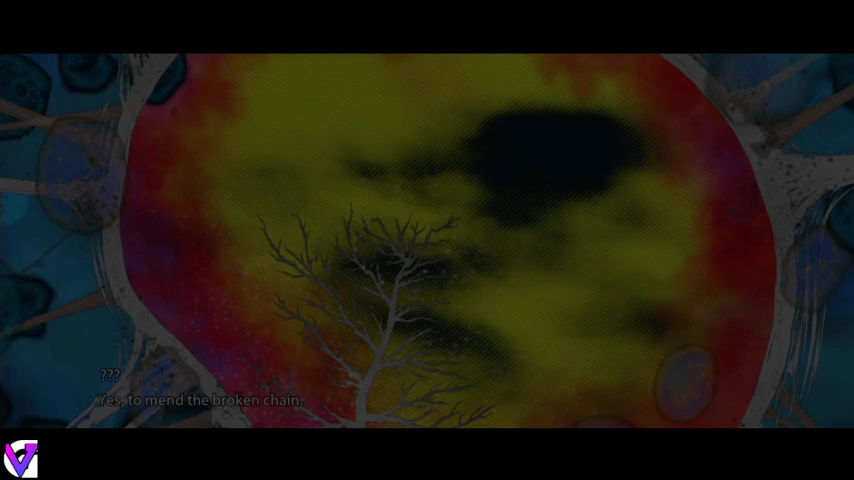 ???
Yes, to mend the broken chain.